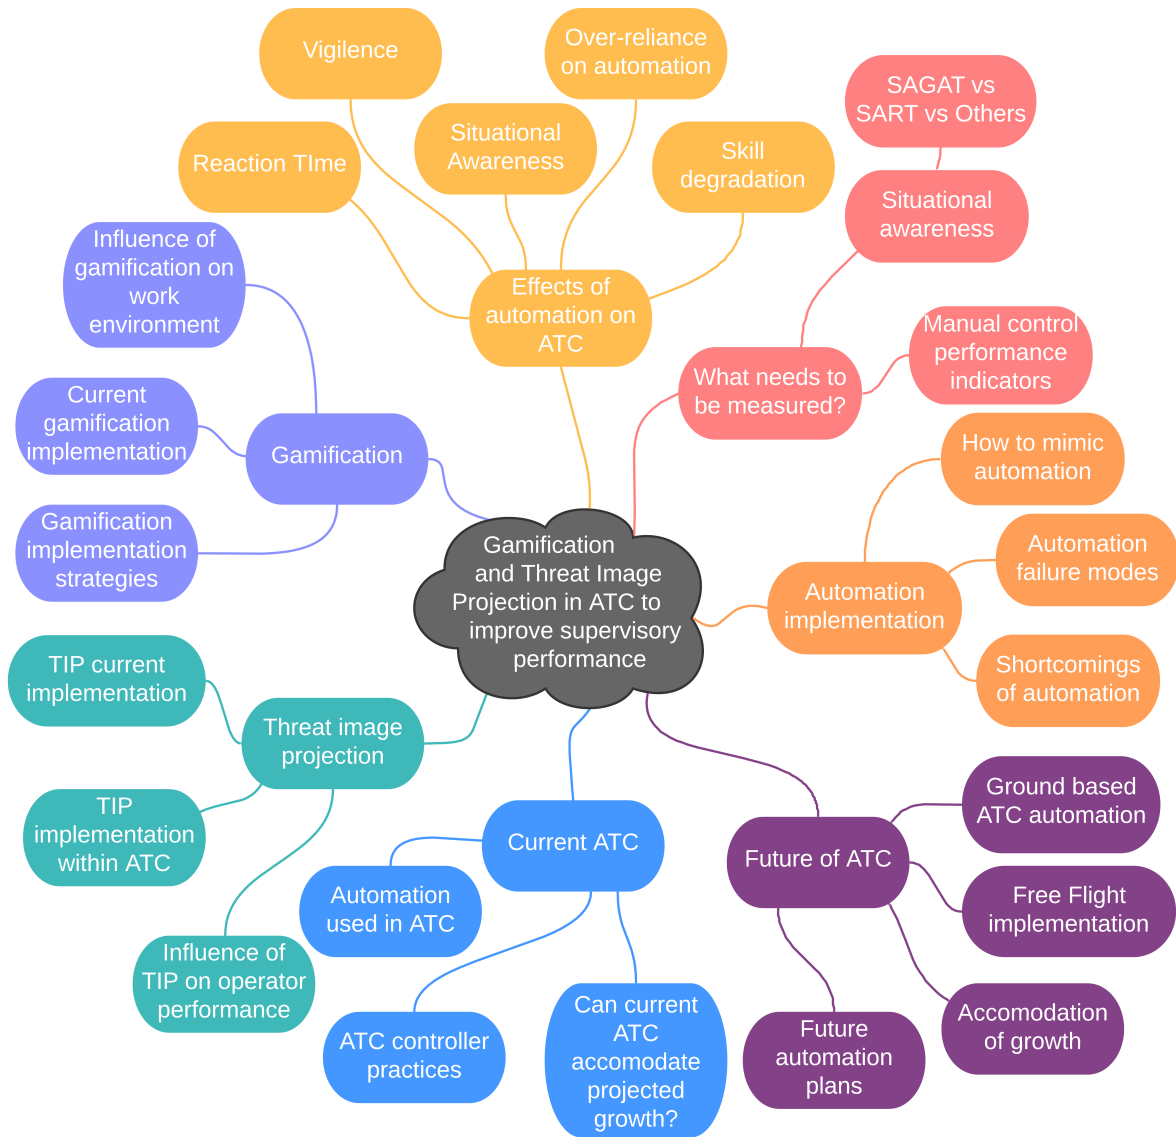 Vigilence
Over-reliance
on automation
SAGAT vs
SART vs Others
Situational
Awareness
Reaction TIme
Skill
degradation
Situational
awareness
Influence of
gamification on
work
environment
Effects of
automation on
ATC
Manual control
performance
indicators
What needs to
be measured?
Current
gamification
implementation
Gamification
How to mimic
automation
Gamification
implementation
strategies
Gamification
and Threat Image
Projection in ATC to
improve supervisory
performance
Automation
failure modes
Automation
implementation
Shortcomings
of automation
TIP current
implementation
Threat image
projection
TIP
implementation
within ATC
Influence of
TIP on operator
performance
Current ATC
Automation
used in ATC
ATC controller
practices
Can current
ATC
accomodate
projected
growth?
Future of ATC
Ground based
ATC automation
Free Flight
implementation
Accomodation
of growth
Future
automation
plans